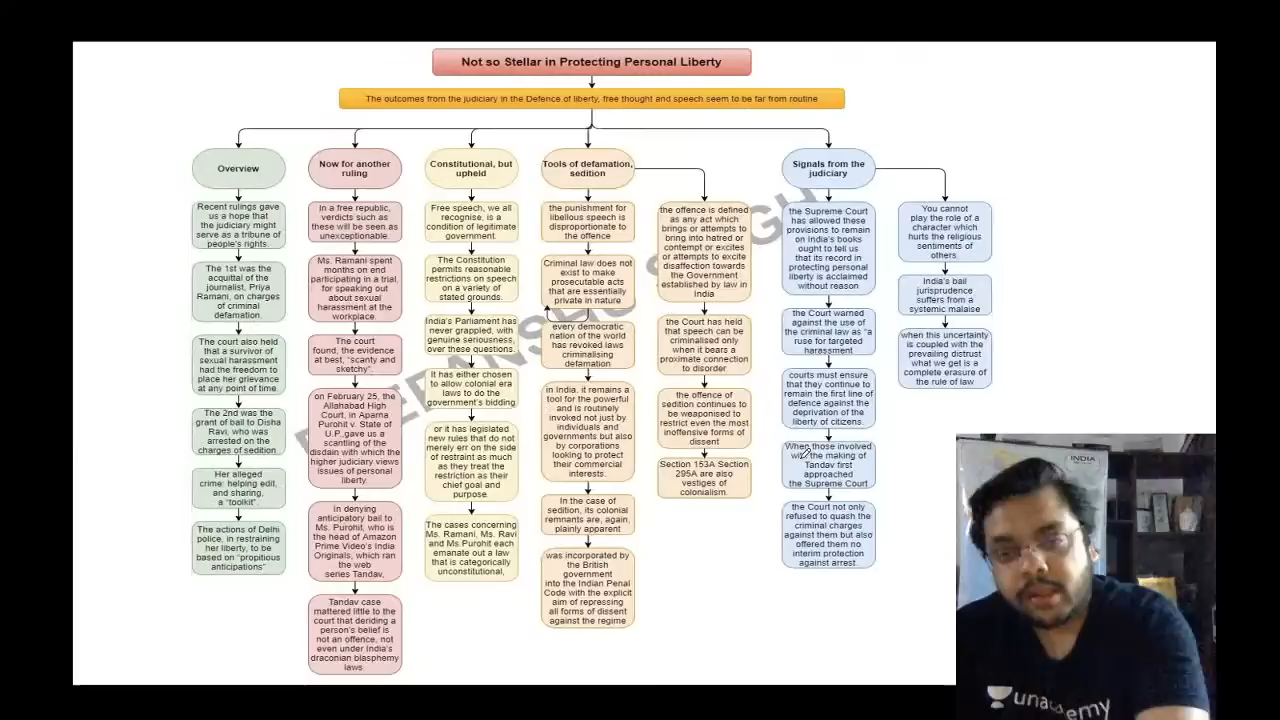 Not so Stellar in Protecting Personal Liberty
The outcomes from the judiciary in the Defence of liberty, free thought and speech seem to be far from routine
Overview
Recent rulings gave
us a hope that
the judiciary might
serve as a tribune of
people's rights.
The 1st was the
acquittal of the
journalist, Priya
Ramani, on charges
of criminal
defamation.
The court also held
that a survivor of
sexual harassment
had the freedom to
place her grievance
at any point of time.
The 2nd was the
grant of bail to Disha
Ravi, who was
arrested on the
charges of sedition.
Her alleged
crime: helping edit,
and sharing,
a "toolkit".
The actions of Delhi
police, in restraining
her liberty, to be
based on "propitious
anticipations"
Now for another
ruling
In a free republic,
verdicts such as
these will be seen as
unexceptionable.
Ms. Ramani spent
months on end
participating in a trial,
for speaking out
about sexual
harassment at the
workplace.
The court
found, the evidence
at best, "scanty and
sketchy".
on February 25, the
Allahabad High
Court, in Aparna
Purohit v. State of
U.P.,gave us a
scantling of the
disdain with which the
higher judiciary views
issues of personal
liberty.
In denying
anticipatory bail to
Ms. Purohit, who is
the head of Amazon
Prime Video's India
Originals, which ran
the web
series Tandav,
Tandav case
mattered little to the
court that deriding a
person's belief is
not an offence, not
even under India's
draconian blasphemy
laws
Constitutional, but
upheld
Free speech, we all
recognise, is a
condition of legitimate
government.
The Constitution
permits reasonable
restrictions on speech
on a variety of
stated grounds.
India's Parliament has
never grappled, with
genuine seriousness,
over these questions.
It has either chosen
to allow colonial era
laws to do the
government's bidding
or it has legislated
new rules that do not
merely err on the side
of restraint as much
as they treat the
restriction as their
chief goal and
purpose
The cases concerning
Ms. Ramani, Ms. Ravi
and Ms.Purohit each
emanate out a law
that is categorically
unconstitutional,
Tools of defamation,
sedition
the punishment for
libellous speech is
disproportionate to
the offence
Criminal law does not
exist to make
prosecutable acts
that are essentially
private in nature
every democratic
nation of the world
has revoked laws
criminalising
defamation
in India, it remains a
tool for the powerful
and is routinely
invoked not just by
individuals and
governments but also
by corporations
looking to protect
their commercial
interests.
In the case of
sedition, its colonial
remnants are, again,
plainly apparent
was incorporated by
the British
government
into the Indian Penal
Code with the explicit
aim of repressing
all forms of dissent
against the regime
the offence is defined
as any act which
brings or attempts to
bring into hatred or
contempt or excites
or attempts to excite
disaffection towards
the Government
established by law in
India
the Court has held
that speech can be
criminalised only
when it bears a
proximate connection
to disorder
the offence of
sedition continues to
be weaponised to
restrict even the most
inoffensive forms of
dissent
Section 153A Section
295A are also
vestiges of
colonialism.
Signals from the
judiciary
the Supreme Court
has allowed these
provisions to remain
on India's books
ought to tell us
that its record in
protecting personal
liberty is acclaimed
without reason
the Court warned
against the use of
the criminal law as "a
ruse for targeted
harassment
courts must ensure
that they continue to
remain the first line of
defence against the
deprivation of the
liberty of citizens.
When those involved
with the making of
Tandav first
approached
the Supreme Court
the Court not only
refused to quash the
criminal charges
against them but also
offered them no
interim protection
against arrest.
You cannot
play the role of a
character which
hurts the religious
sentiments of
others.
India's bail
jurisprudence
suffers from a
systemic malaise
when this uncertainty
is coupled with the
prevailing distrust
what we get is a
complete erasure of
the rule of law
INDIA